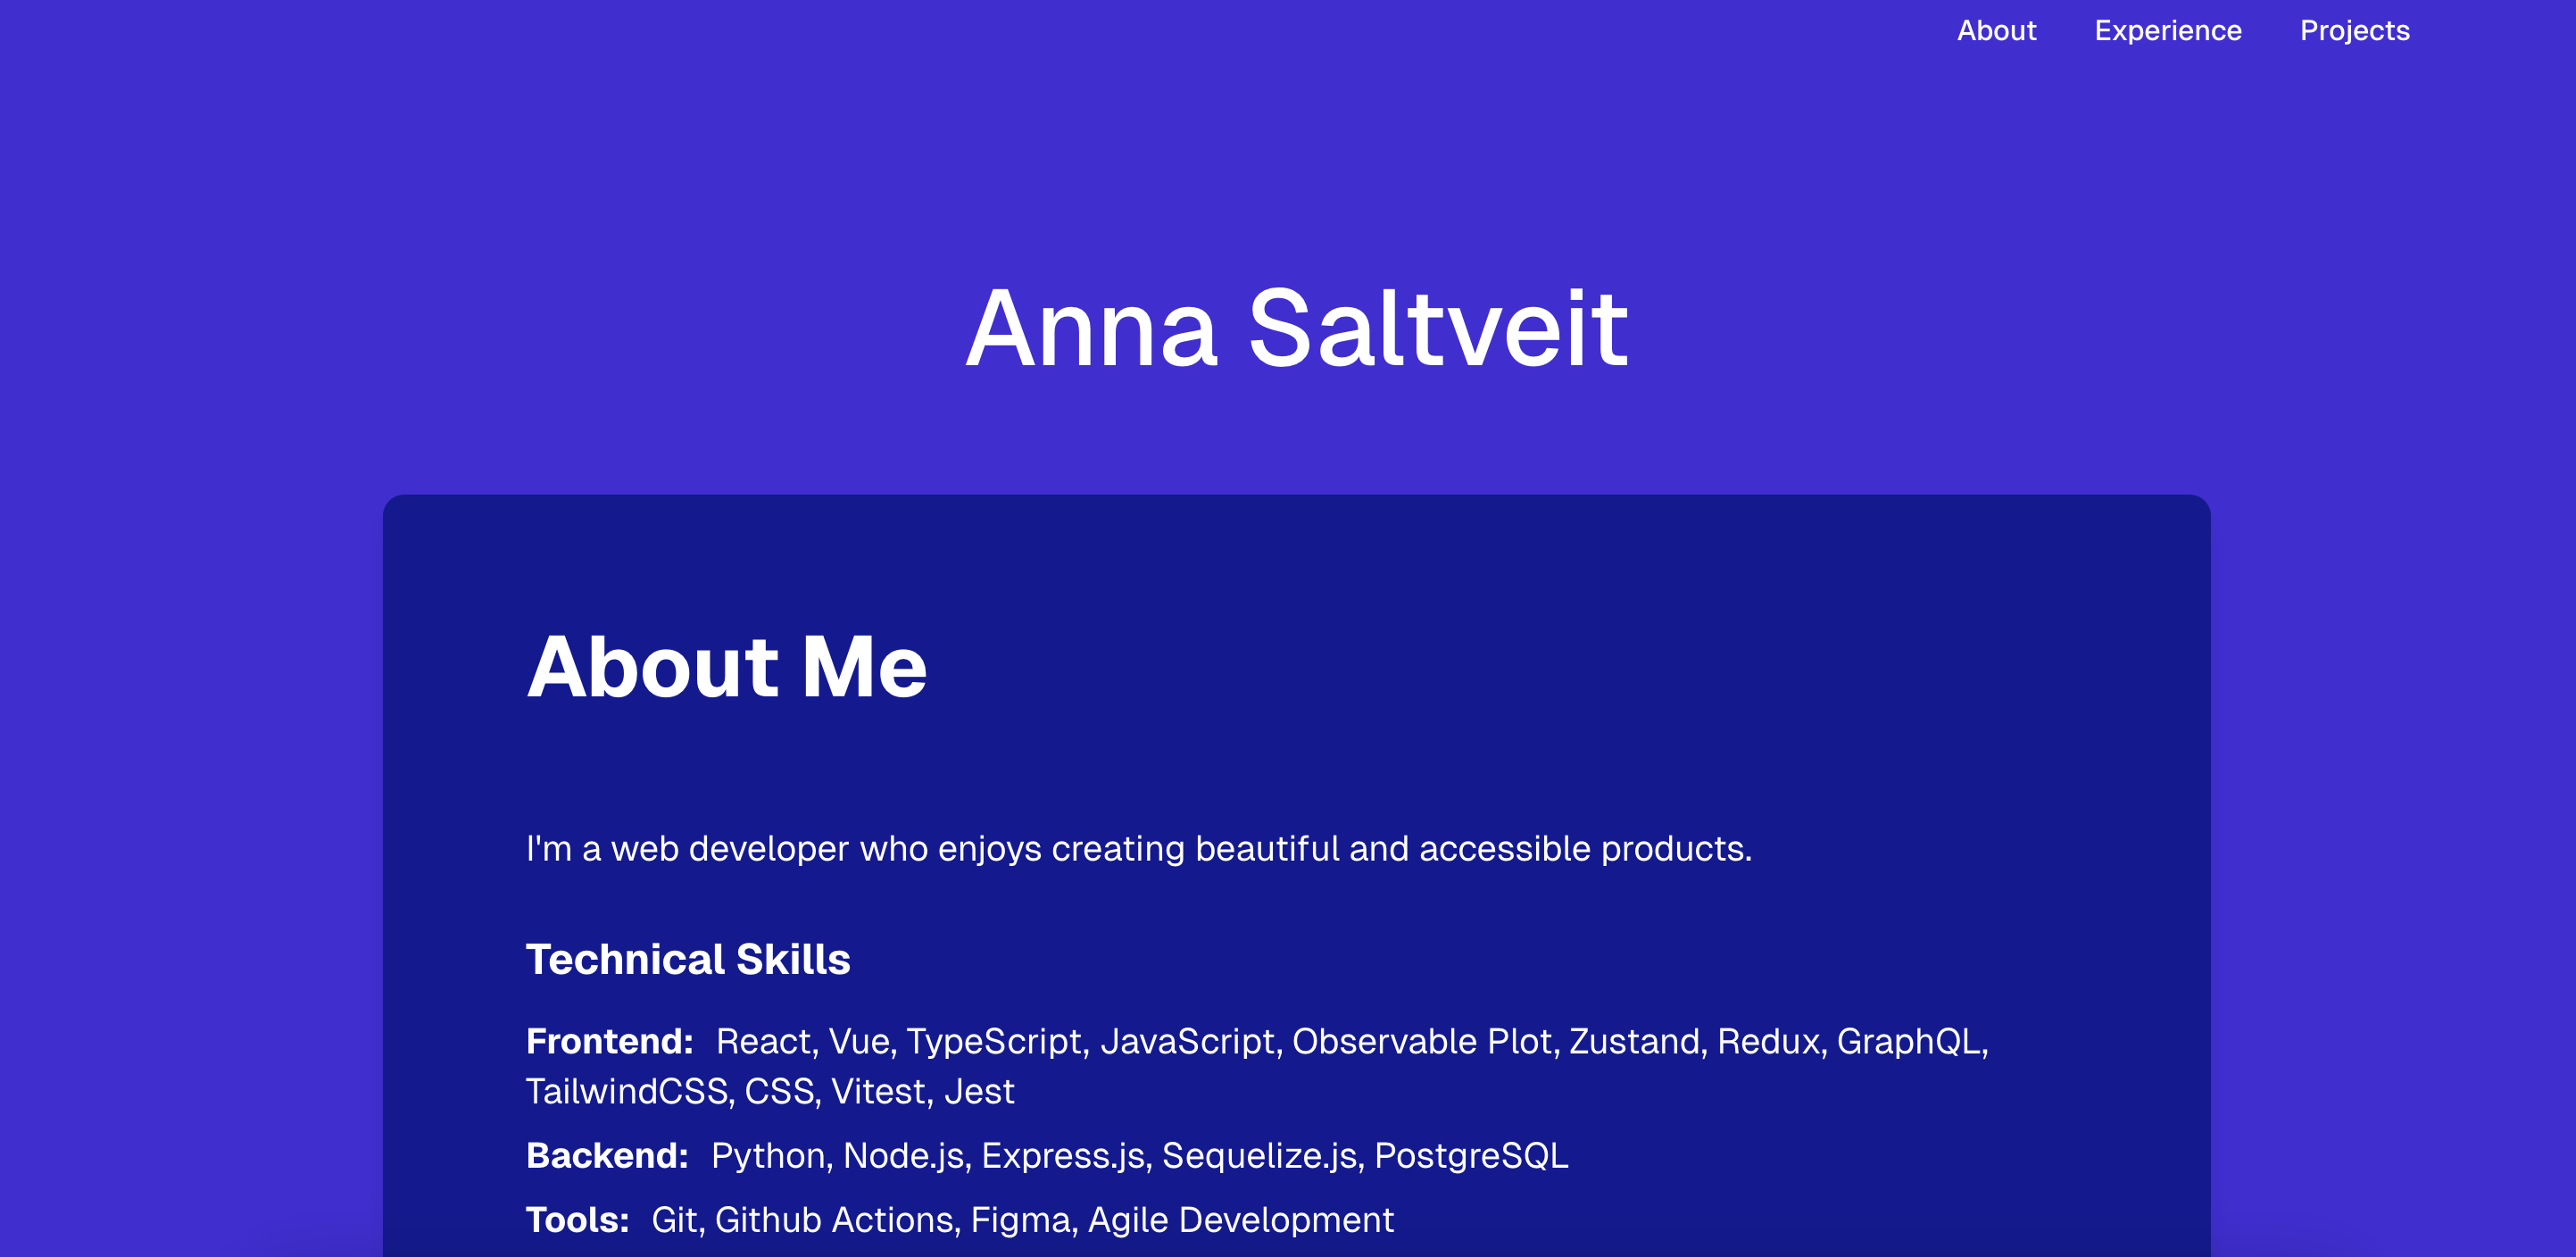 About Experience Projects
Anna Saltveit
About Me
I'm a web developer who enjoys creating beautiful and accessible products.
Technical Skills
Frontend: React, Vue, TypeScript, JavaScript, Observable Plot, Zustand, Redux, GraphQL,
TailwindCSS, CSS, Vitest, Jest
Backend: Python, Node.js, Express.js, Sequelize.js, PostgreSQL
Tools: Git, Github Actions, Figma, Agile Development